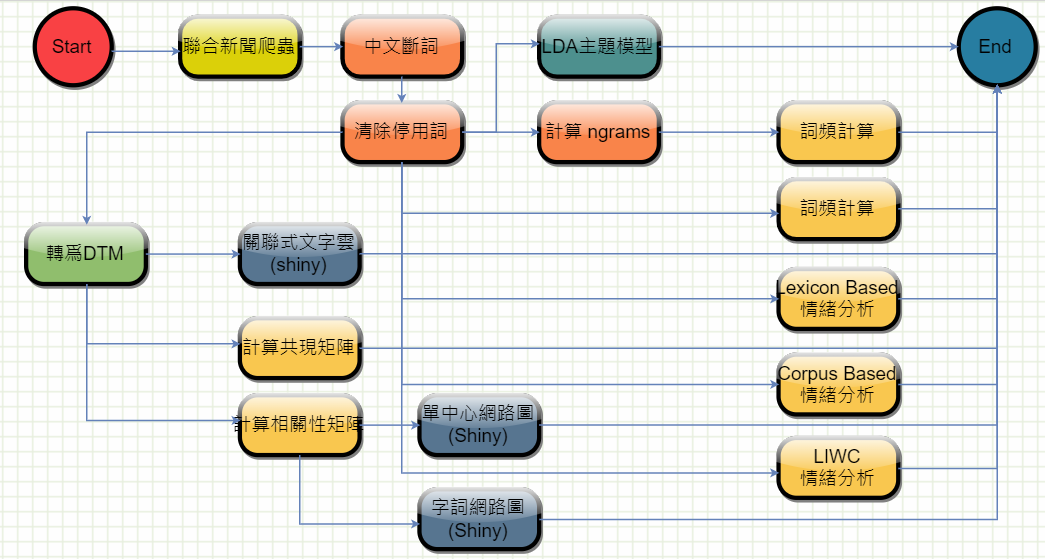 Start
聯合新聞爬蟲
中文斷詞
LDA主題模型
End
清除停用詞
計算 ngrams
詞頻計算
詞頻計算
轉爲DTM
關聯式文字雲
(shiny)
Lexicon Based
情緒分析
計算共現矩陣
Corpus Based
情緒分析
計算相關性矩陣
單中心網路圖
(Shiny)
LIWC
情緒分析
字詞網路圖
(Shiny)